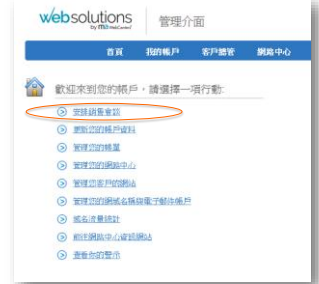 websolutions
by ma WebCenter
管理介面
首頁 我的帳戶 客戶總管 網路中心
歡迎來到您的帳戶，請選擇一項行動:
安排銷售會談
更新您的帳戶資料
管理您的帳單
管理您的網路中心
管理您客戶的網站
管理您的網域名稱與電子郵件帳戶
域名流量統計
前往網路中心資訊網站
查看你的警示